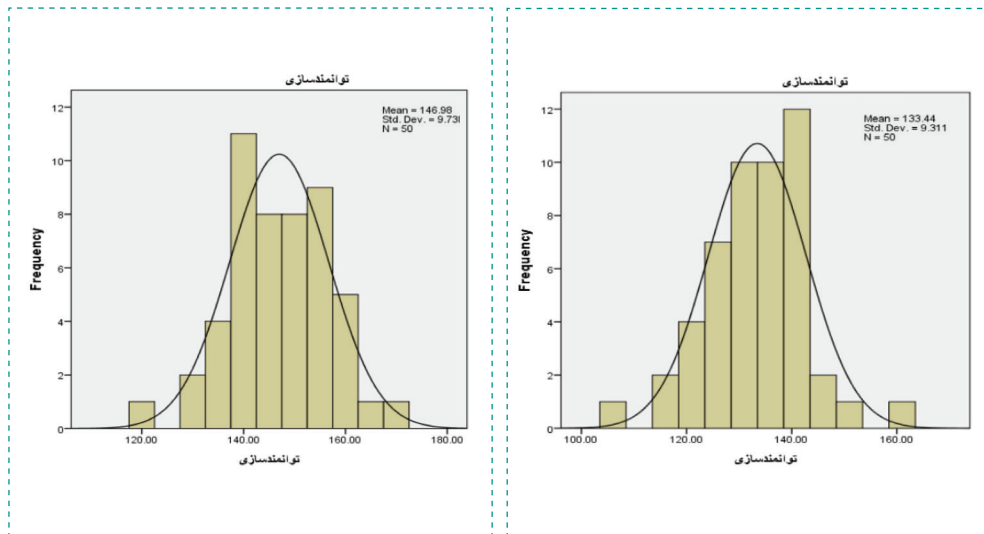 توانمندسازی
Mean = 146.98
Std. Dev. = 9.73
N = 50
12
10
8
6
4
2
0
Frequency
120.00 140.00 160.00 180.00
توانمندسازی
توانمندسازی
Mean = 133.44
Std. Dev. = 9.311
N = 50
12
10
8
6
4
2
0
Frequency
100.00 120.00 140.00 160.00
توانمندسازی